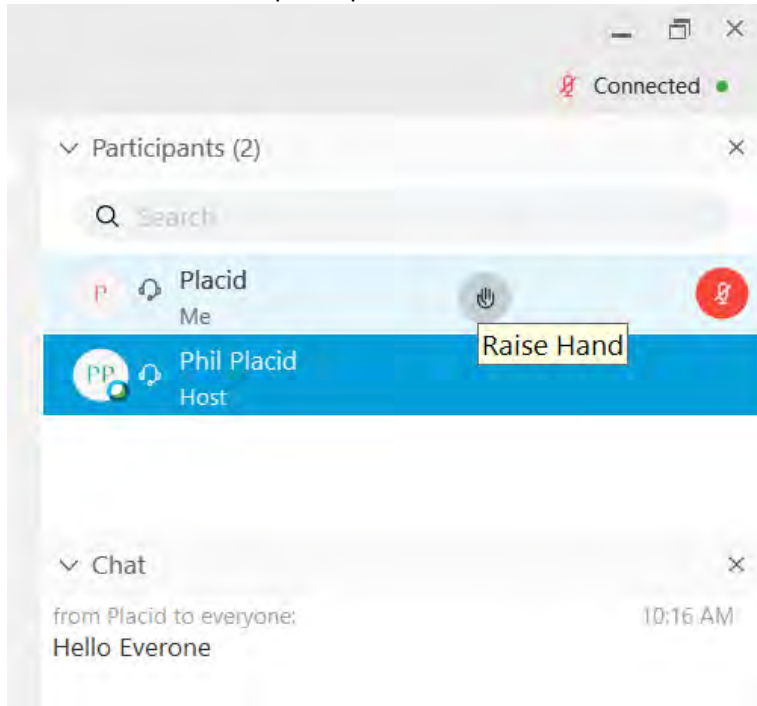 Connected
Participants (2)
Search
P Placid
Me
Raise Hand
PP Phil Placid
Host
Chat
from Placid to everyone: 10:16 AM
Hello Everone